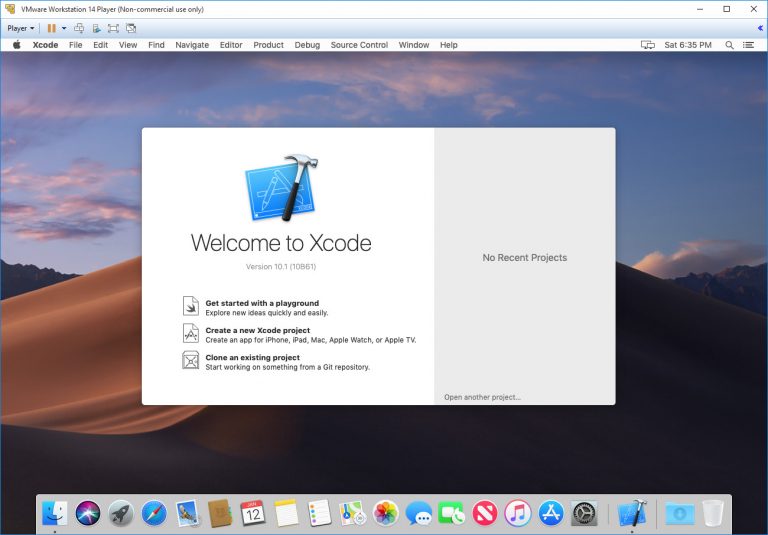 VMware Workstation 14 Player (Non-commercial use only)
Player
Xcode File Edit View Find Navigate Editor Product Debug Source Control Window Help Sat 6:35 PM
Welcome to Xcode
Version 10.1 (10B61)
Get started with a playground
Explore new ideas quickly and easily.
Create a new Xcode project
Create an app for iPhone, iPad, Mac, Apple Watch, or Apple TV.
Clone an existing project
Start working on something from a Git repository.
No Recent Projects
Open another project...
JAN
12